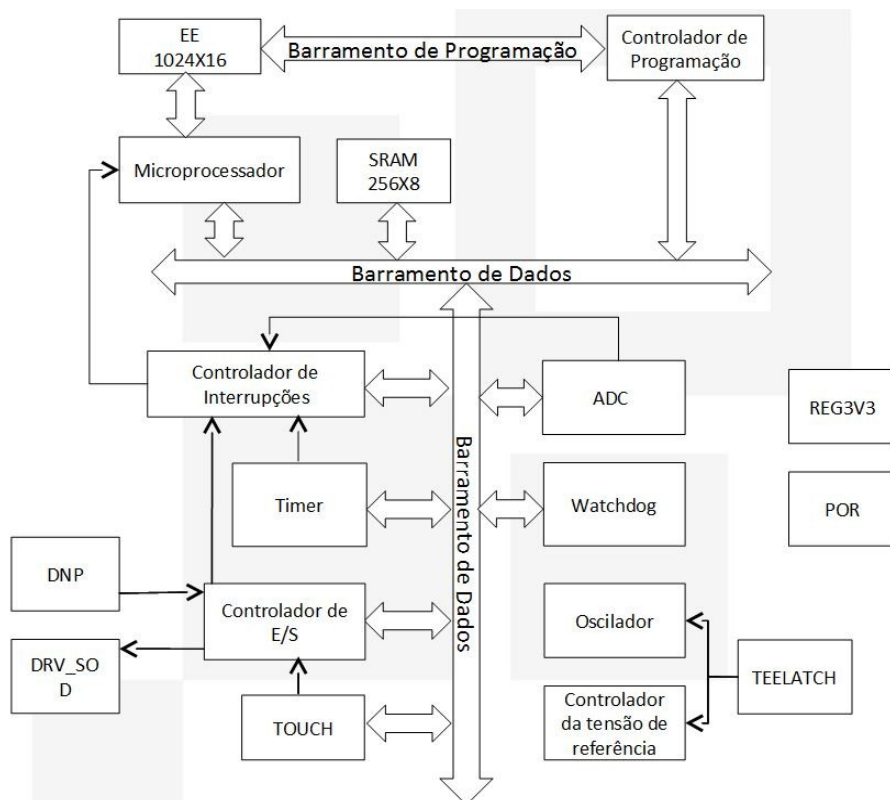 EE
1024X16
Barramento de Programação
Controlador de
Programação
Microprocessador
SRAM
256X8
Barramento de Dados
Controlador de
Interrupções
ADC
REG3V3
Barramento de Dados
Timer
Watchdog
POR
DNP
Controlador de
E/S
Oscilador
DRV_SO
D
TEELATCH
TOUCH
Controlador
da tensão de
referência